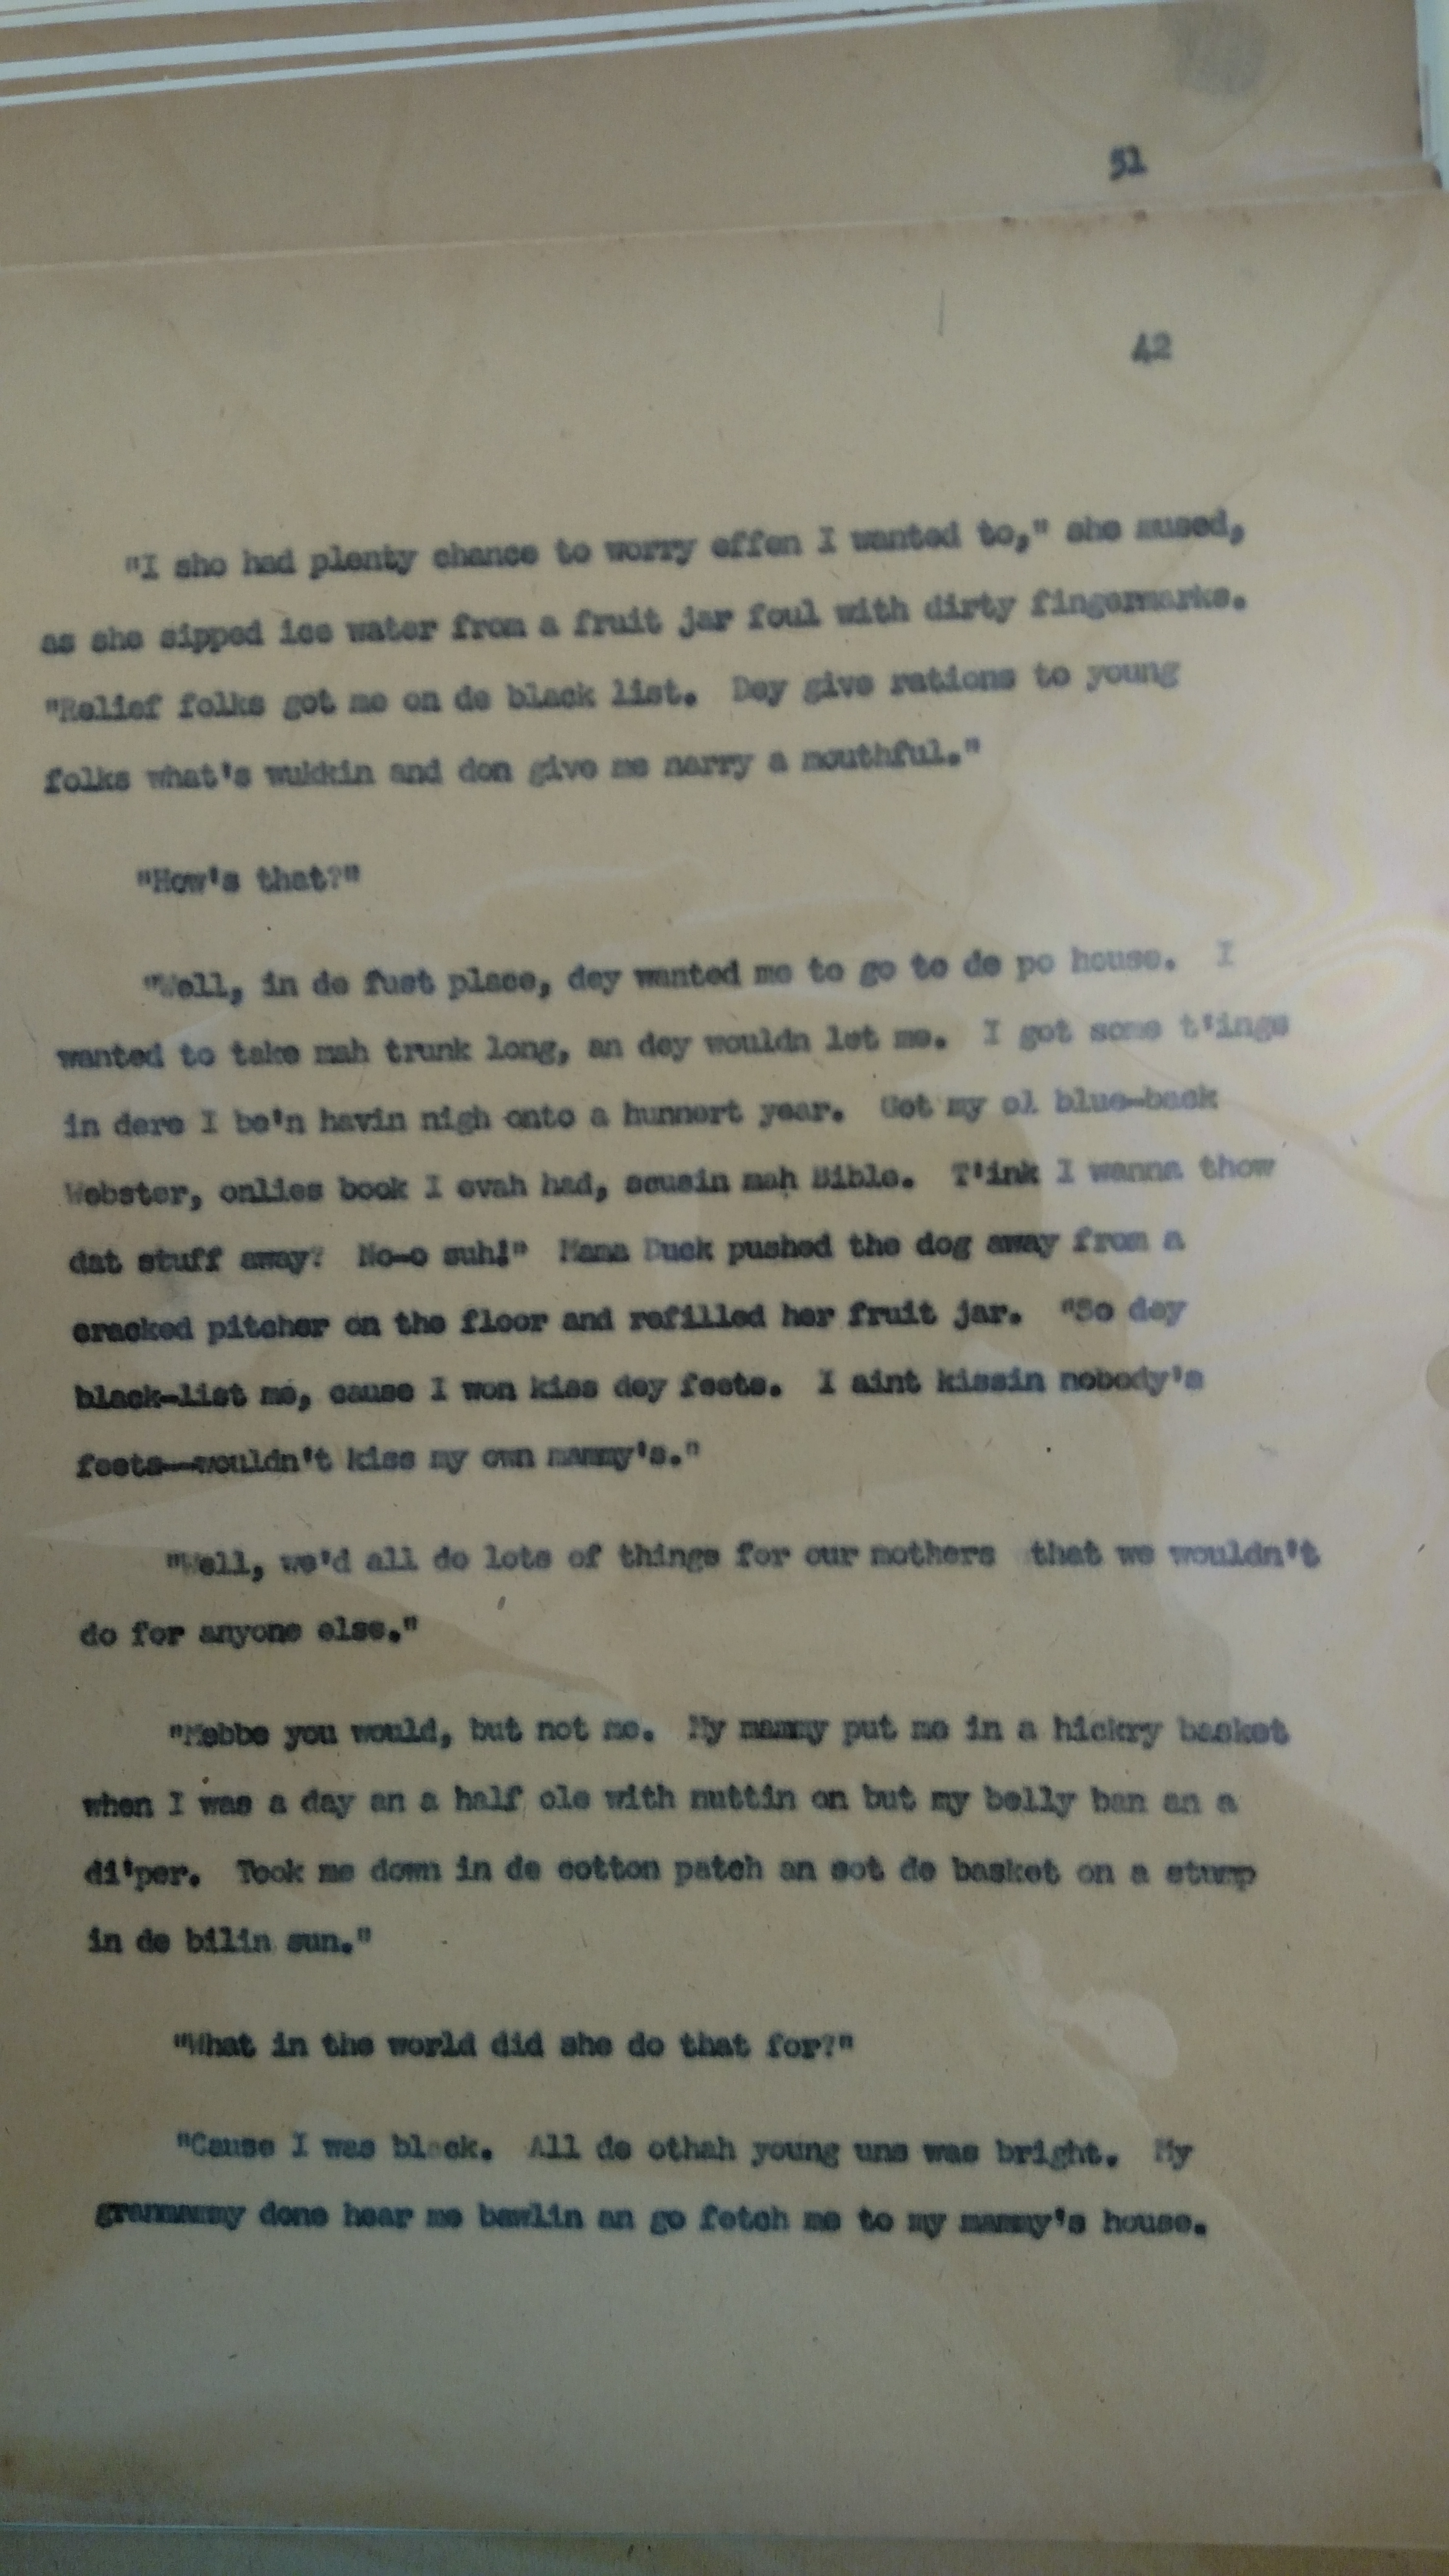 51
42
"I sho had plenty chance to worry effen I wanted to," she mused,
as she sipped ice water from a fruit jar foul with dirty fingermarks.
"Relief folks got me on de black list.  Dey give rations to young
folks what's wukkin and don give me narry a mouthful."
"How's that?"
"Well, in de fust place, dey wanted me to go to de po house.  I
wanted to take mah trunk long, an dey wouldn let me.  I got some t'ings
in dere I be'n havin nigh onto a hunnert year.  Got my ol blue-back
Webster, onlies book I evah had, scusin mah Bible.  T'ink I wanna thow
dat stuff away?  No-o suh!"  Mama Duck pushed the dog away from a
cracked pitcher on the floor and refilled her fruit jar.  "So dey
black-list me, cause I won kiss dey feets.  I aint kissin nobody's
feets--wouldn't kiss my own mammy's."
"Well, we'd all do lots of things for our mothers  that we wouldn't
do for anyone else."
"Mebbe you would, but not me.  My mammy put me in a hickry basket
when I was a day an a half ole with nuttin on but my belly ban an a
di'per.  Took me down in de cotton patch an sot de basket on a stump
in de bilin sun."
"What in the world did she do that for?"
"Cause I was black.  All de othah young uns was bright.  My
granmammy done hear me bawlin an go fetch me to my mammy's house.